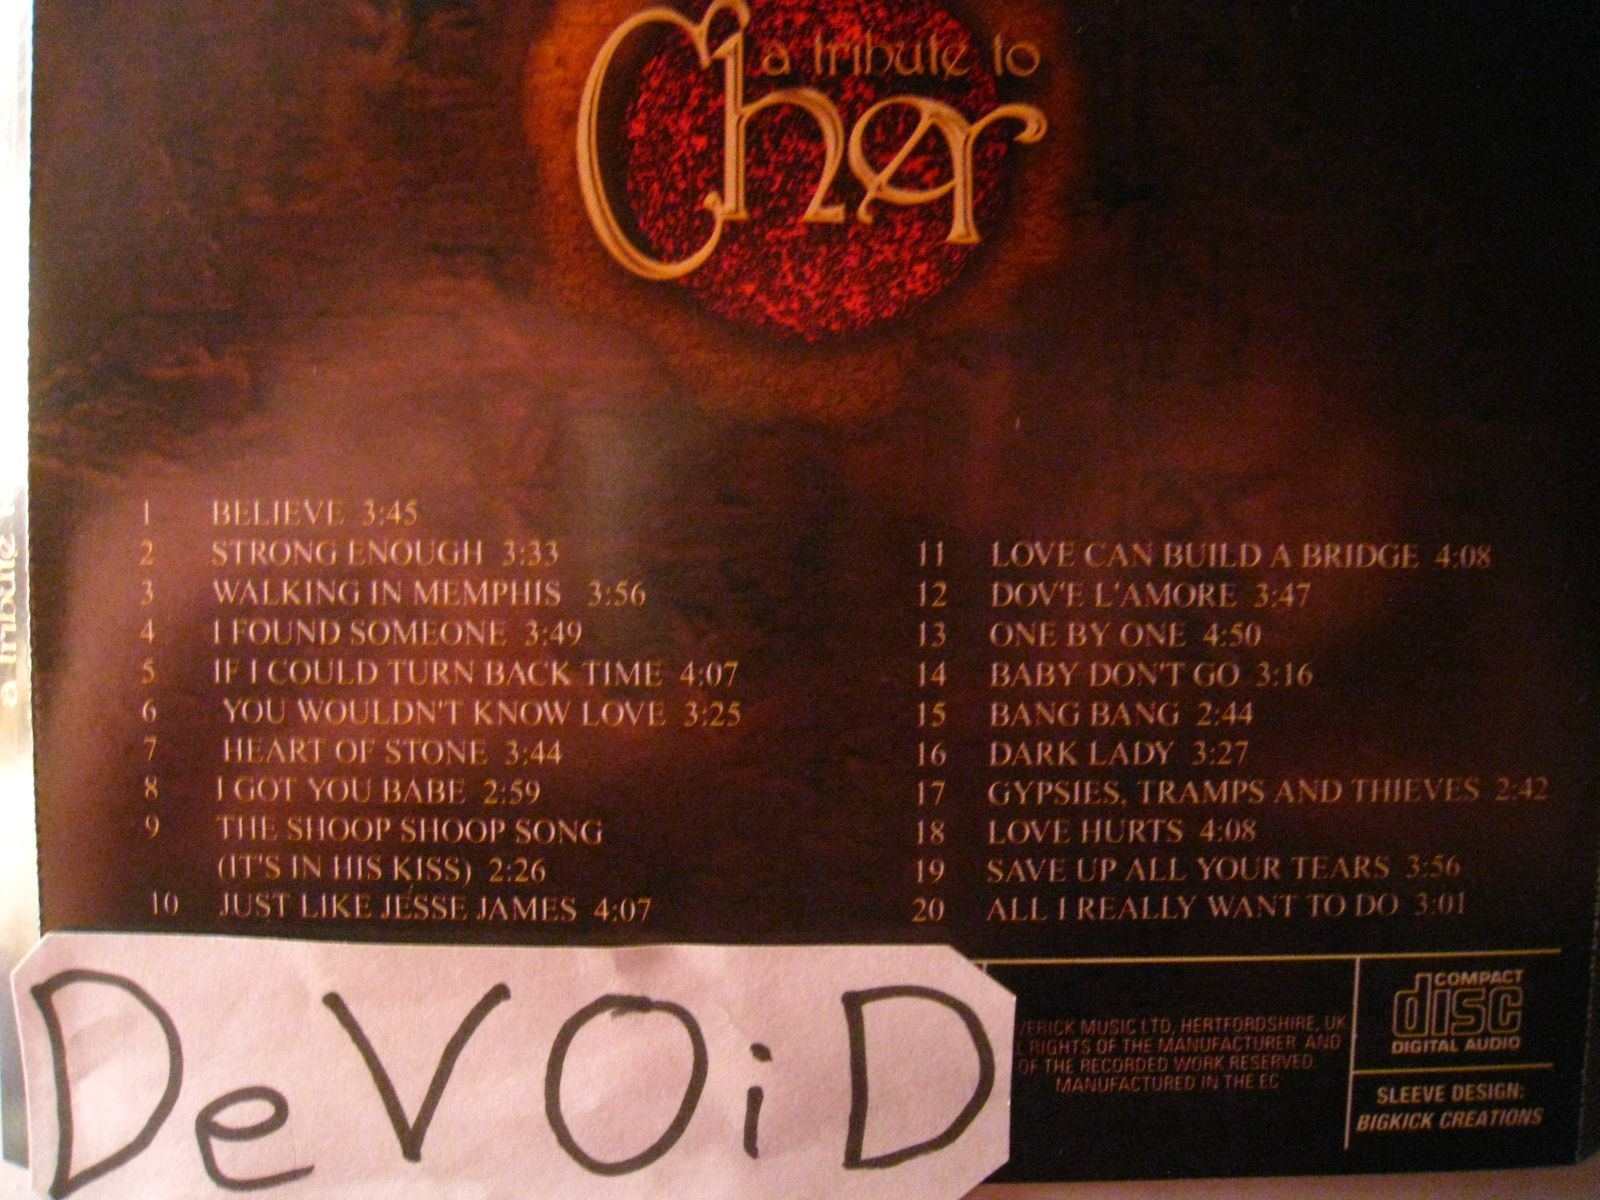 a tribute to
Cher
1 BELIEVE 3:45
2 STRONG ENOUGH 3:33
3 WALKING IN MEMPHIS 3:56
4 I FOUND SOMEONE 3:49
5 IF I COULD TURN BACK TIME 4:07
6 YOU WOULDN'T KNOW LOVE 3:25
7 HEART OF STONE 3:44
8 I GOT YOU BABE 2:59
9 THE SHOOP SHOOP SONG
(IT'S IN HIS KISS) 2:26
10 JUST LIKE JESSE JAMES 4:07
11 LOVE CAN BUILD A BRIDGE 4:08
12 DOV'E L'AMORE 3:47
13 ONE BY ONE 4:50
14 BABY DON'T GO 3:16
15 BANG BANG 2:44
16 DARK LADY 3:27
17 GYPSIES, TRAMPS AND THIEVES 2:42
18 LOVE HURTS 4:08
19 SAVE UP ALL YOUR TEARS 3:56
20 ALL I REALLY WANT TO DO 3:01
DeVOiD
VERICK MUSIC LTD, HERTFORDSHIRE, UK
RIGHTS OF THE MANUFACTURER AND
OF THE RECORDED WORK RESERVED.
MANUFACTURED IN THE EC
COMPACT
disc
DIGITAL AUDIO
SLEEVE DESIGN:
BIGKICK CREATIONS